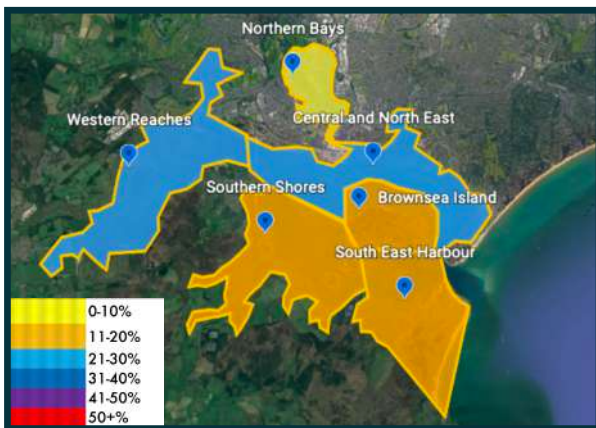 Northern Bays
Western Reaches
Central and North East
Southern Shores
Brownsea Island
South East Harbour
0-10%
11-20%
21-30%
31-40%
41-50%
50+%